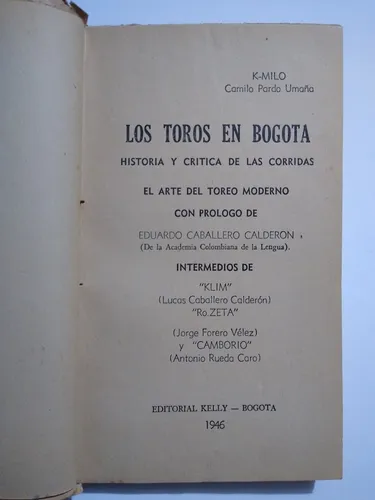 K-MILO
Camilo Pardo Umaña
LOS TOROS EN BOGOTA
HISTORIA Y CRITICA DE LAS CORRIDAS
EL ARTE DEL TOREO MODERNO
CON PROLOGO DE
EDUARDO CABALLERO CALDERON
(De la Academia Colombiana de la Lengua).
INTERMEDIOS DE
"KLIM"
(Lucas Caballero Calderón)
"Ro.ZETA"
(Jorge Forero Vélez)
y "CAMBORIO"
(Antonio Rueda Caro)
EDITORIAL KELLY — BOGOTA
1946